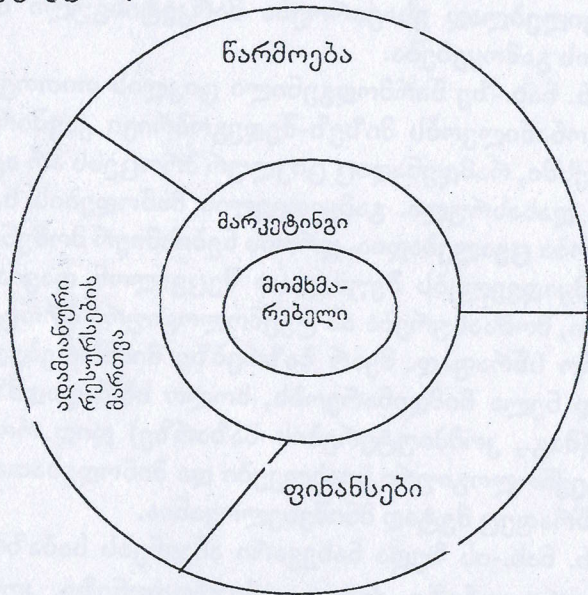 წარმოება
მარკეტინგი
მომხმა-
რებელი
ადამიანური
რესურსების
მართვა
ფინანსები